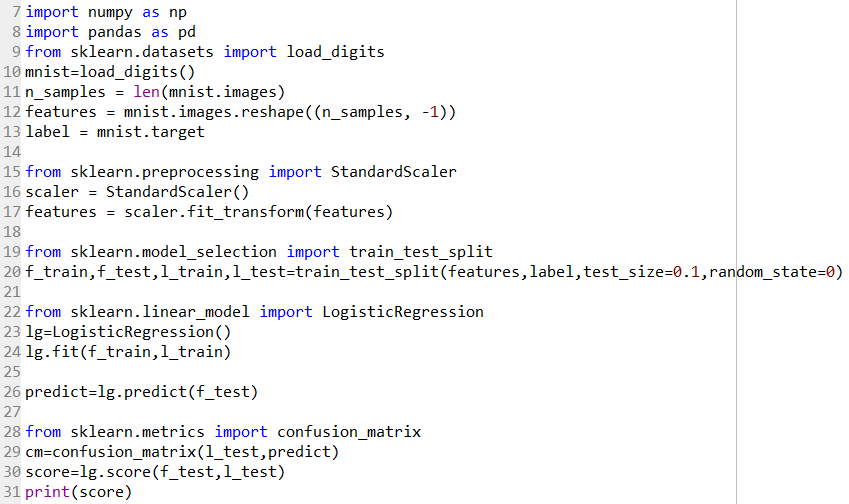 7 import numpy as np
8 import pandas as pd
9 from sklearn.datasets import load_digits
10 mnist=load_digits()
11 n_samples = len(mnist.images)
12 features = mnist.images.reshape((n_samples, -1))
13 label = mnist.target
14
15 from sklearn.preprocessing import StandardScaler
16 scaler = StandardScaler()
17 features = scaler.fit_transform(features)
18
19 from sklearn.model_selection import train_test_split
20 f_train,f_test,l_train,l_test=train_test_split(features,label,test_size=0.1,random_state=0)
21
22 from sklearn.linear_model import LogisticRegression
23 lg=LogisticRegression()
24 lg.fit(f_train,l_train)
25
26 predict=lg.predict(f_test)
27
28 from sklearn.metrics import confusion_matrix
29 cm=confusion_matrix(l_test,predict)
30 score=lg.score(f_test,l_test)
31 print(score)